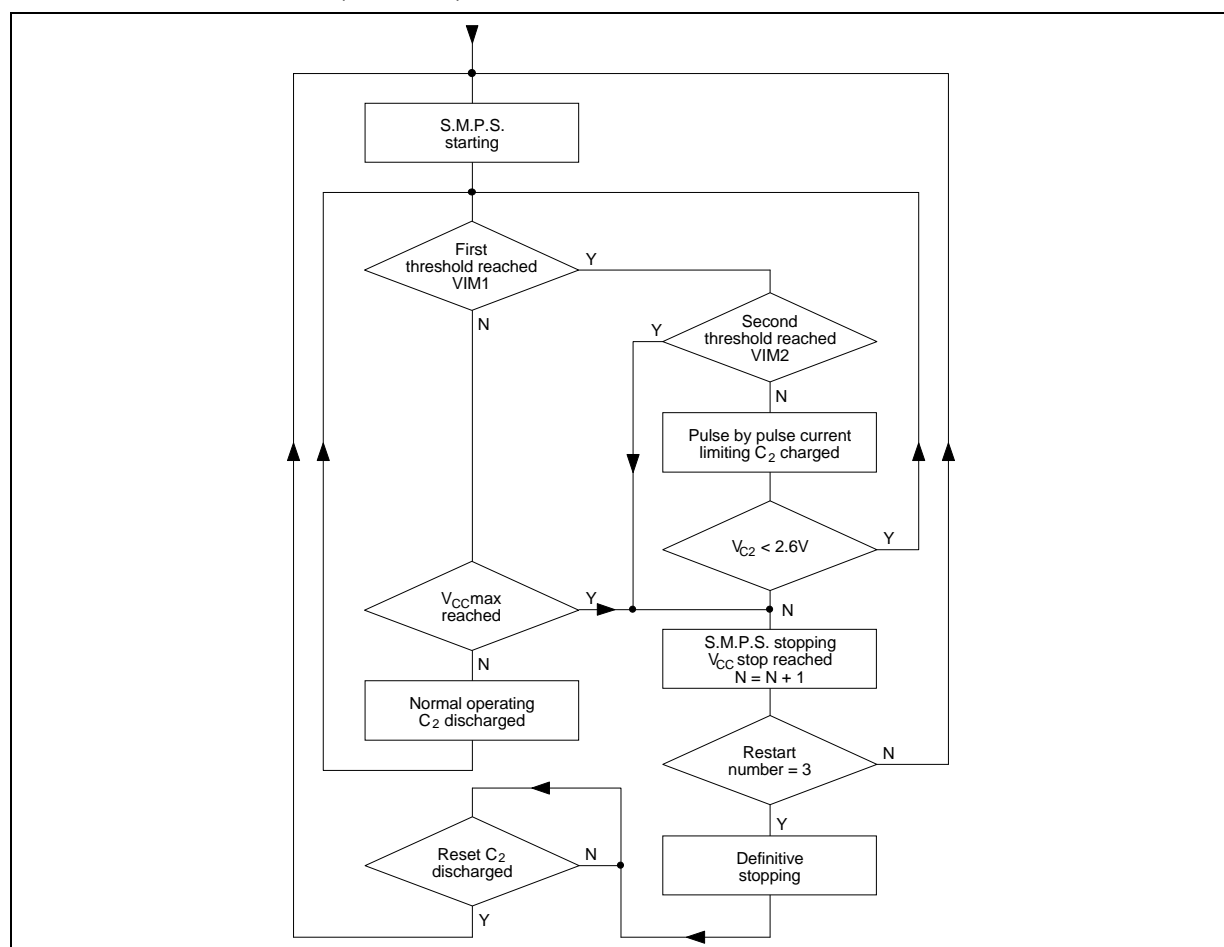 S.M.P.S.
starting
First
threshold reached
VIM1
Y
N
Second
threshold reached
VIM2
Y
N
Pulse by pulse current
limiting C2 charged
VC2 < 2.6V
Y
N
VCCmax
reached
Y
N
S.M.P.S. stopping
VCC stop reached
N = N + 1
Normal operating
C2 discharged
Restart
number = 3
N
Y
Reset C2
discharged
N
Y
Definitive
stopping